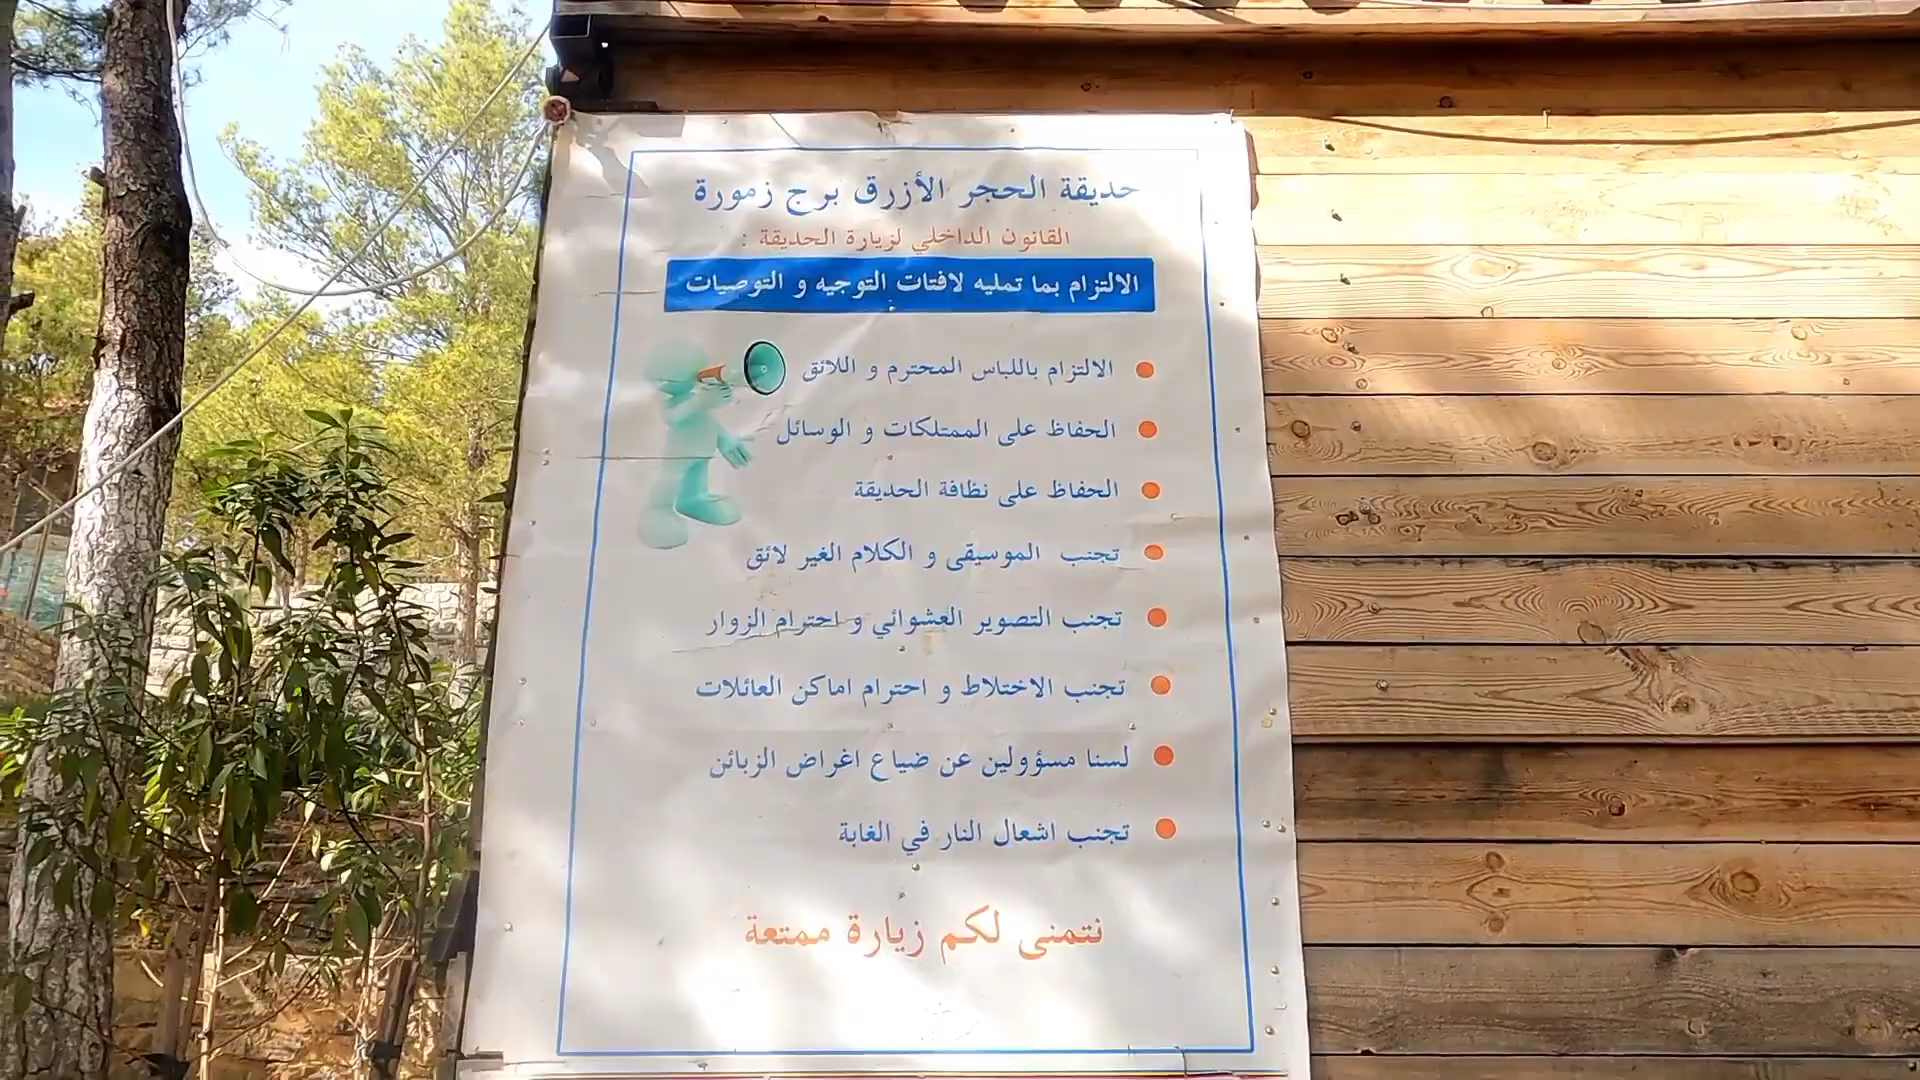 حديقة الحجر الأزرق برج زمورة
القانون الداخلي لزيارة الحديقة :
الالتزام بما تمليه لافتات التوجيه و التوصيات
الالتزام باللباس المحترم و اللائق
الحفاظ على الممتلكات و الوسائل
الحفاظ على نظافة الحديقة
تجنب الموسيقى و الكلام الغير لائق
تجنب التصوير العشوائي و احترام الزوار
تجنب الاختلاط و احترام اماكن العائلات
لسنا مسؤولين عن ضياع اغراض الزبائن
تجنب اشعال النار في الغابة
نتمنى لكم زيارة ممتعة